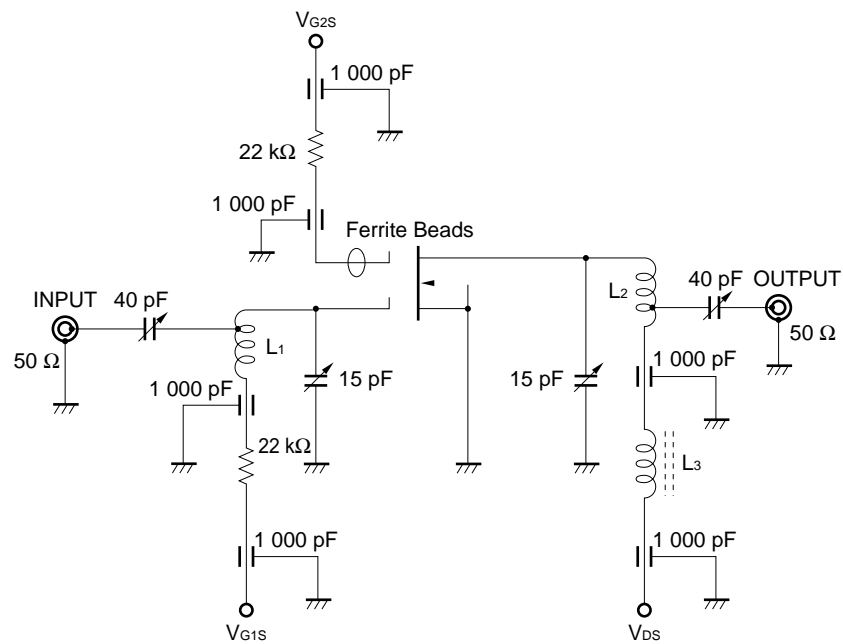 VG2S
1 000 pF
22 kΩ
1 000 pF
Ferrite Beads
INPUT
40 pF
L1
50 Ω
15 pF
1 000 pF
22 kΩ
1 000 pF
VG1S
L2
40 pF
OUTPUT
50 Ω
15 pF
1 000 pF
L3
1 000 pF
VDS